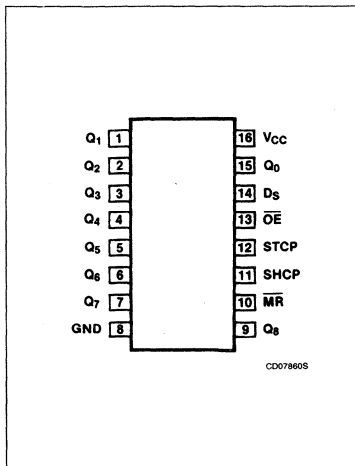 Q1 1 16 VCC
Q2 2 15 Q0
Q3 3 14 DS
Q4 4 13 OE
Q5 5 12 STCP
Q6 6 11 SHCP
Q7 7 10 MR
GND 8 9 Q8
CD07860S